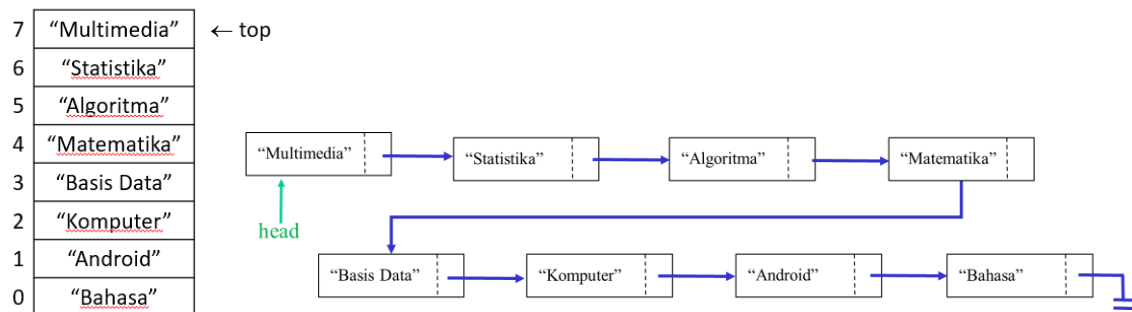 7 “Multimedia” ← top
6 “Statistika”
5 “Algoritma”
4 “Matematika”
3 “Basis Data”
2 “Komputer”
1 “Android”
0 “Bahasa”
“Multimedia” “Statistika” “Algoritma” “Matematika”
head
“Basis Data” “Komputer” “Android” “Bahasa”